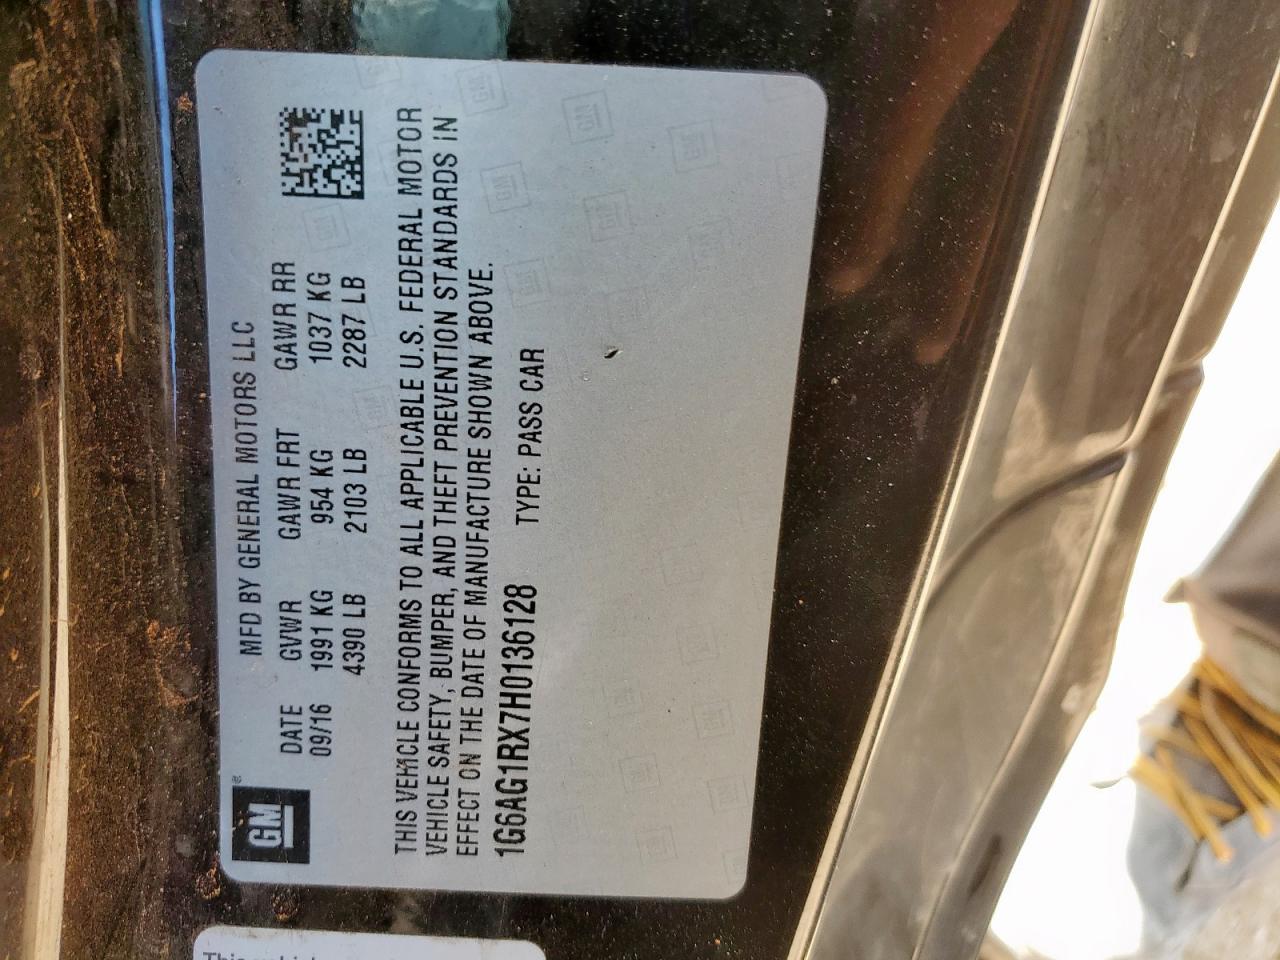 GM®
MFD BY GENERAL MOTORS LLC
DATE GVWR GAWR FRT GAWR RR
09/16 1991 KG 954 KG 1037 KG
4390 LB 2103 LB 2287 LB
THIS VEHICLE CONFORMS TO ALL APPLICABLE U.S. FEDERAL MOTOR
VEHICLE SAFETY, BUMPER, AND THEFT PREVENTION STANDARDS IN
EFFECT ON THE DATE OF MANUFACTURE SHOWN ABOVE.
1G6AG1RX7H0136128 TYPE: PASS CAR